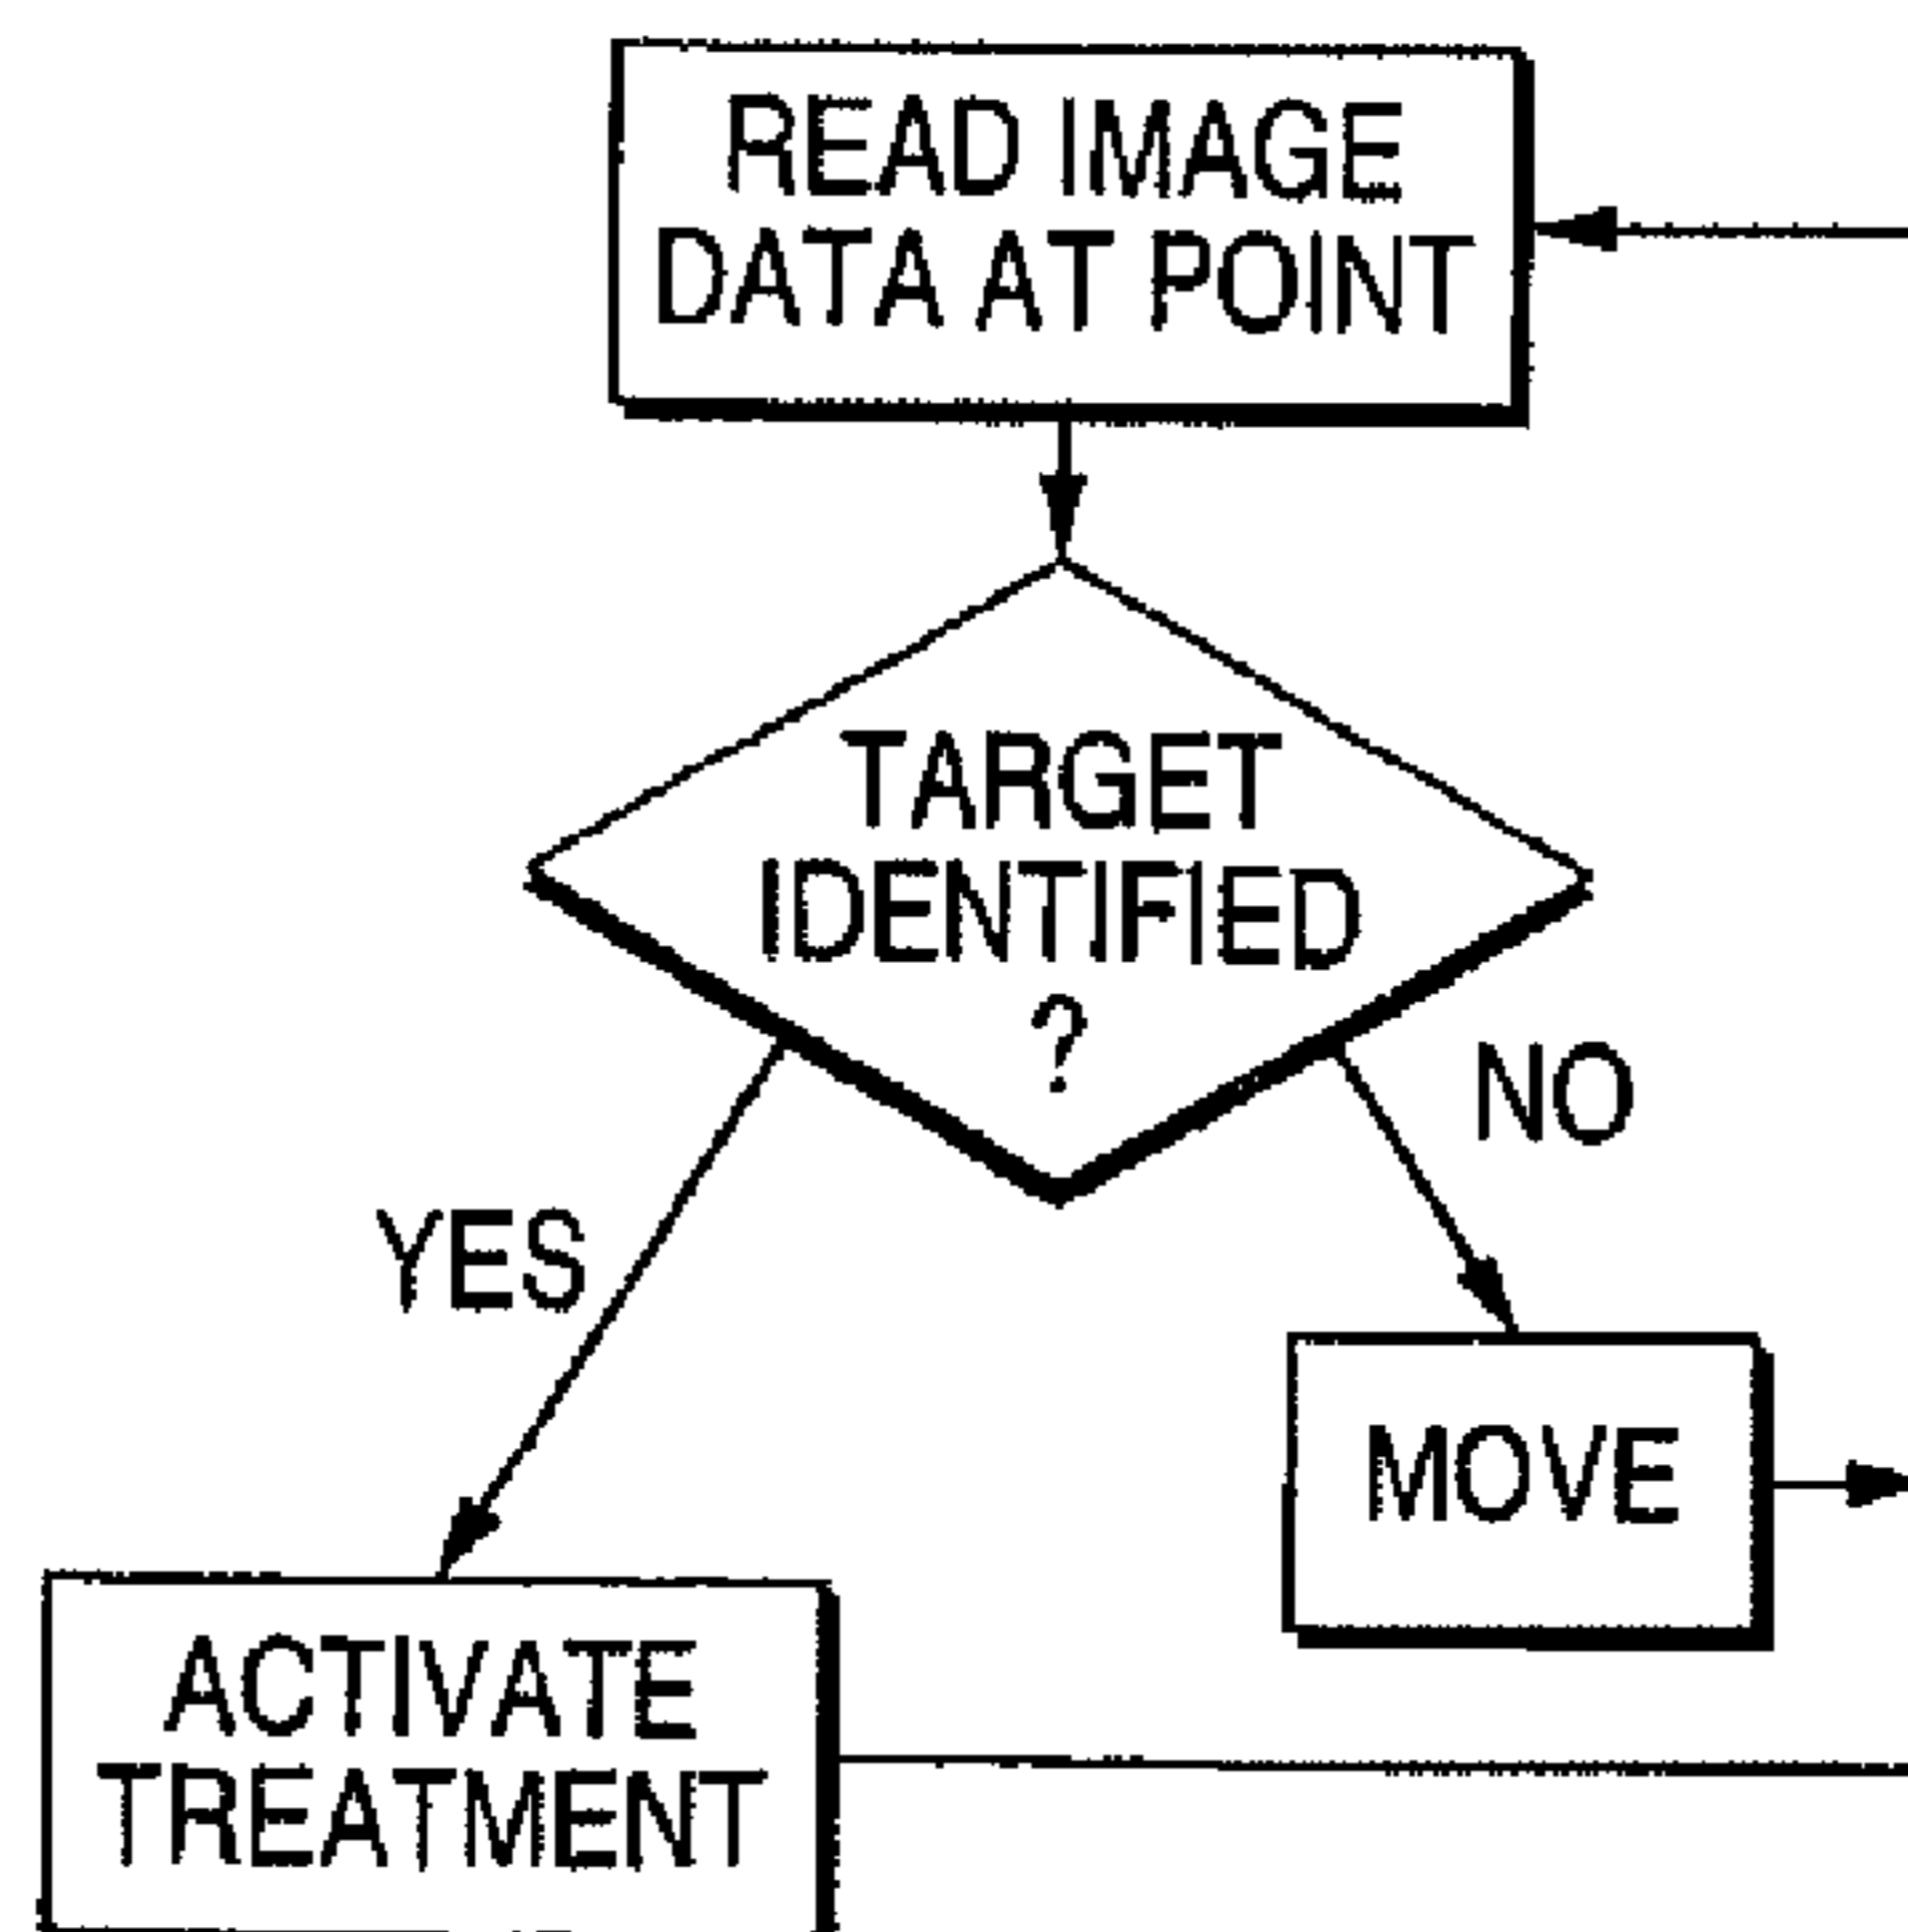 READ IMAGE
DATA AT POINT
TARGET
IDENTIFIED
?
NO
YES
MOVE
ACTIVATE
TREATMENT